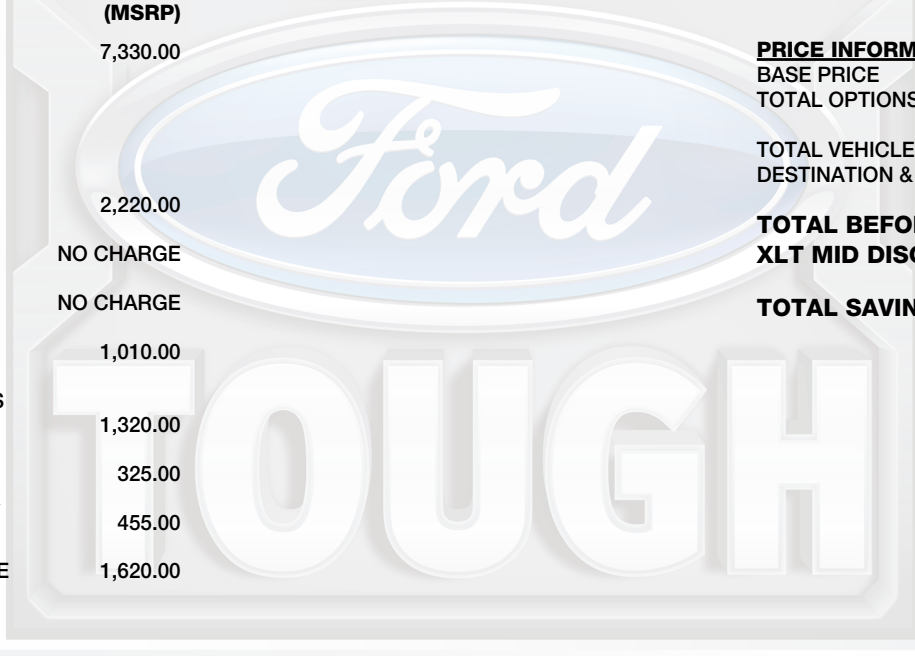 (MSRP)
7,330.00
2,220.00
NO CHARGE
NO CHARGE
1,010.00
S
1,320.00
325.00
455.00
E
1,620.00
PRICE INFORM
BASE PRICE
TOTAL OPTIONS
TOTAL VEHICLE
DESTINATION &
TOTAL BEFO
XLT MID DISC
TOTAL SAVIN
Ford
TOUGH